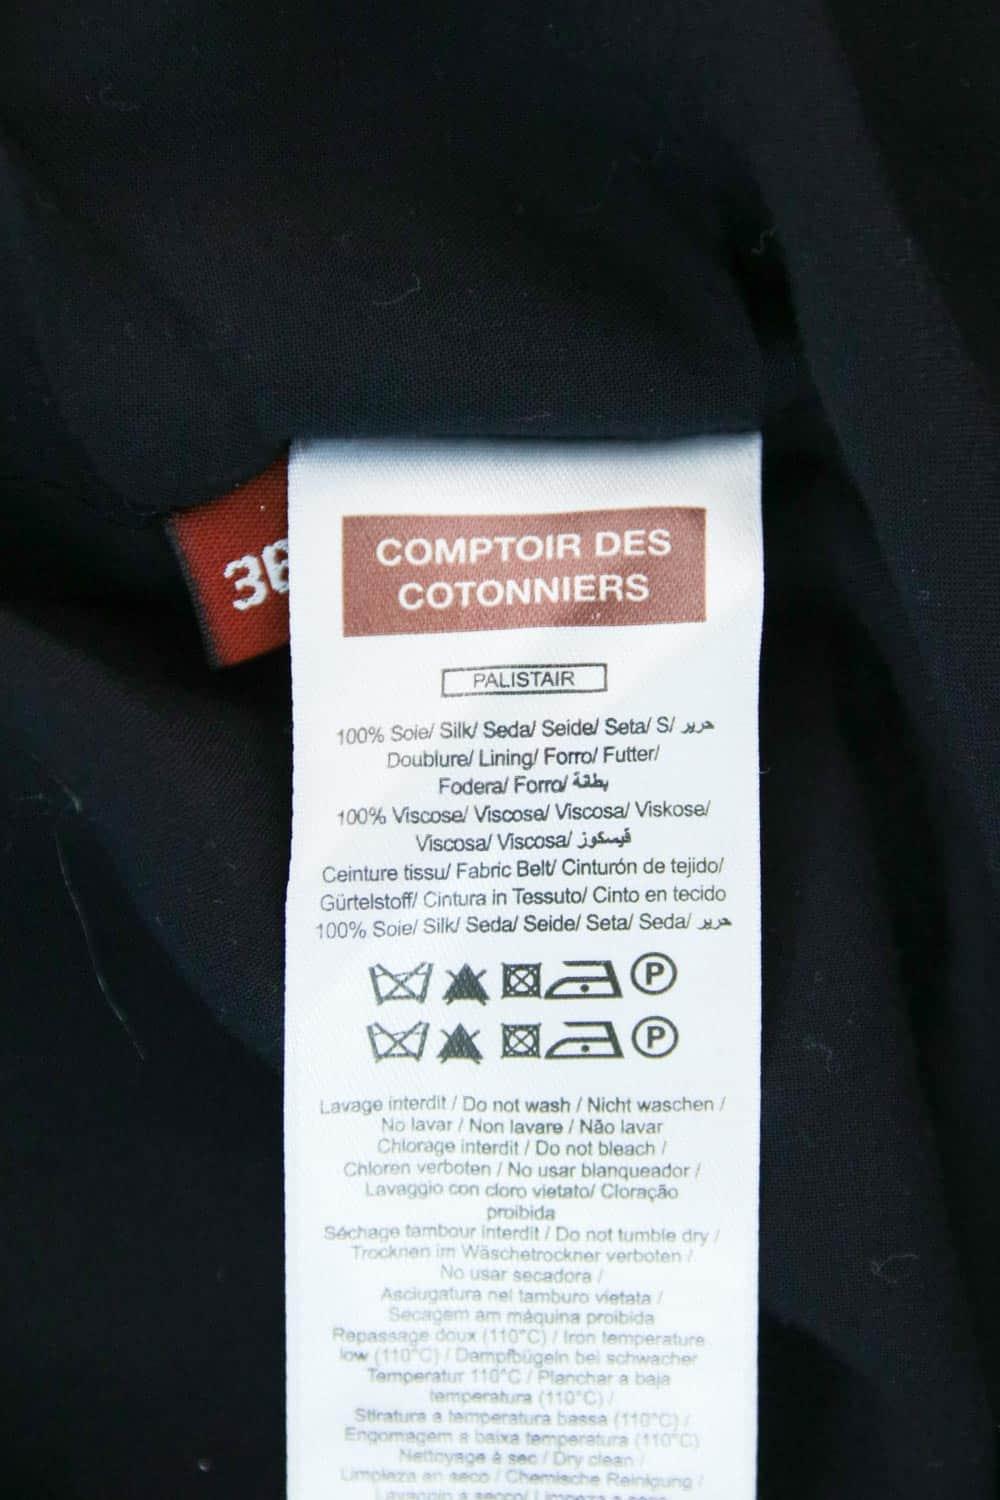 36
COMPTOIR DES
COTONNIERS
PALISTAIR
100% Soie/ Silk/ Seda/ Seide/ Seta/ S/ حرير
Doublure/ Lining/ Forro/ Futter/
Fodera/ Forro/ بطانة
100% Viscose/ Viscose/ Viscosa/ Viskose/
Viscosa/ Viscosa/ ڤيسكوز
Ceinture tissu/ Fabric Belt/ Cinturón de tejido/
Gürtelstoff/ Cintura in Tessuto/ Cinto en tecido
100% Soie/ Silk/ Seda/ Seide/ Seta/ Seda/ حرير
P
P
Lavage interdit / Do not wash / Nicht waschen /
No lavar / Non lavare / Não lavar
Chlorage interdit / Do not bleach /
Chloren verboten / No usar blanqueador /
Lavaggio con cloro vietato/ Cloração
proibida
Séchage tambour interdit / Do not tumble dry /
Trocknen im Wäschetrockner verboten /
No usar secadora /
Asciugatura nel tamburo vietata /
Secagem am máquina proibida
Repassage doux (110°C) / Iron temperature
low (110°C) / Dampfbügeln bei schwacher
Temperatur 110°C / Planchar a baja
temperatura (110°C) /
Stiratura a temperatura bassa (110°C) /
Engomagem a baixa temperatura (110°C)
Nettoyage à sec / Dry clean /
Limpieza en seco / Chemische Reinigung /
Lavaggio a secco/ Limpeza a seco